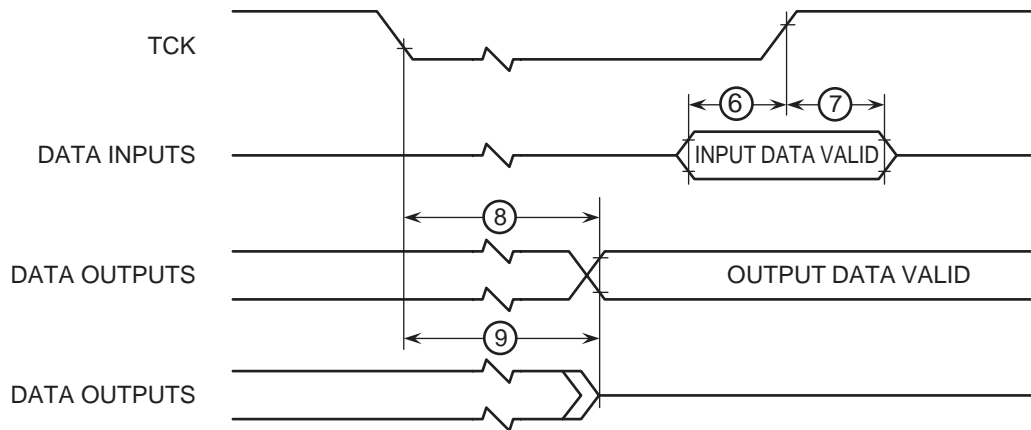 TCK
6
7
DATA INPUTS
INPUT DATA VALID
8
DATA OUTPUTS
OUTPUT DATA VALID
9
DATA OUTPUTS